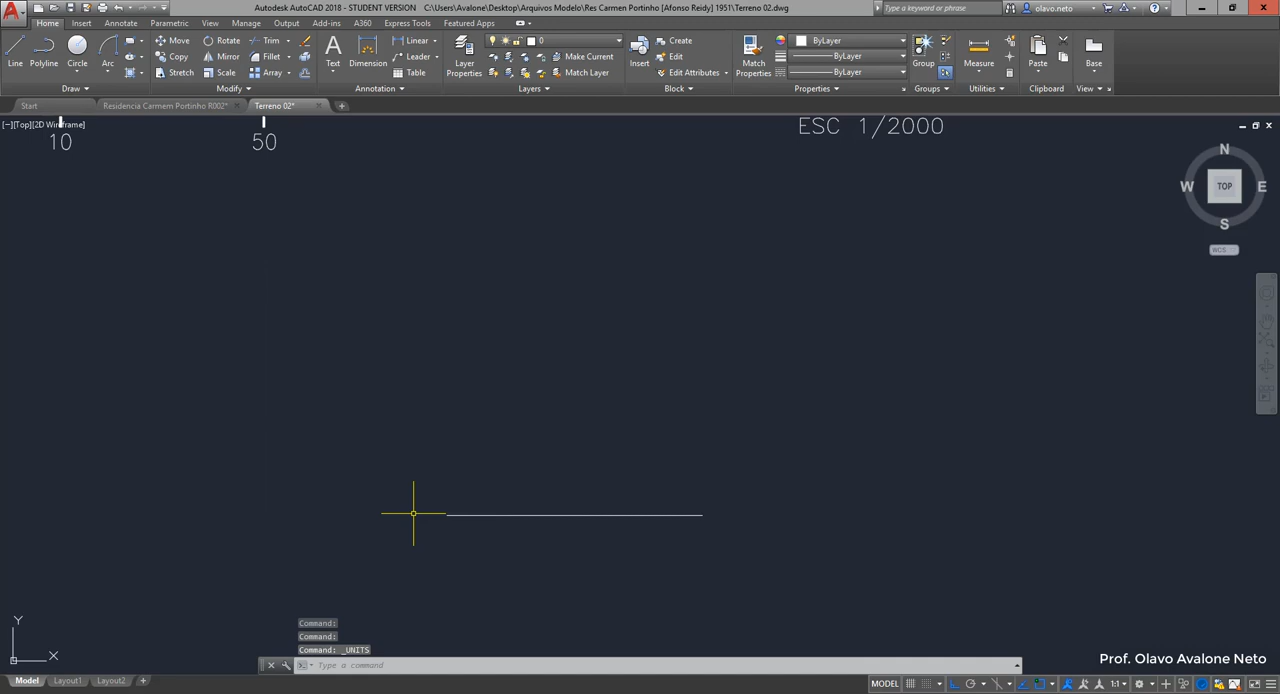 Autodesk AutoCAD 2018 - STUDENT VERSION C:\Users\Avalone\Desktop\Arquivos Modelo\Res Carmen Portinho [Afonso Reidy] 1951\Terreno 02.dwg
Type a keyword or phrase
olavo.neto
Home Insert Annotate Parametric View Manage Output Add-ins A360 Express Tools Featured Apps
Line Polyline Circle Arc
Move Rotate Trim
Copy Mirror Fillet
Stretch Scale Array
Text Dimension
Linear
Leader
Table
Layer Properties
0
Make Current
Match Layer
Insert
Create
Edit
Edit Attributes
Match Properties
ByLayer
ByLayer
ByLayer
Group
Measure
Paste
Base
Draw Modify Annotation Layers Block Properties Groups Utilities Clipboard View
Start Residencia Carmem Portinho R002* Terreno 02*
[−][Top][2D Wireframe]
10 50
ESC 1/2000
N
W TOP E
S
WCS
Y
X
Command:
Command:
Command: _UNITS
Type a command
Prof. Olavo Avalone Neto
Model Layout1 Layout2
MODEL 1:1